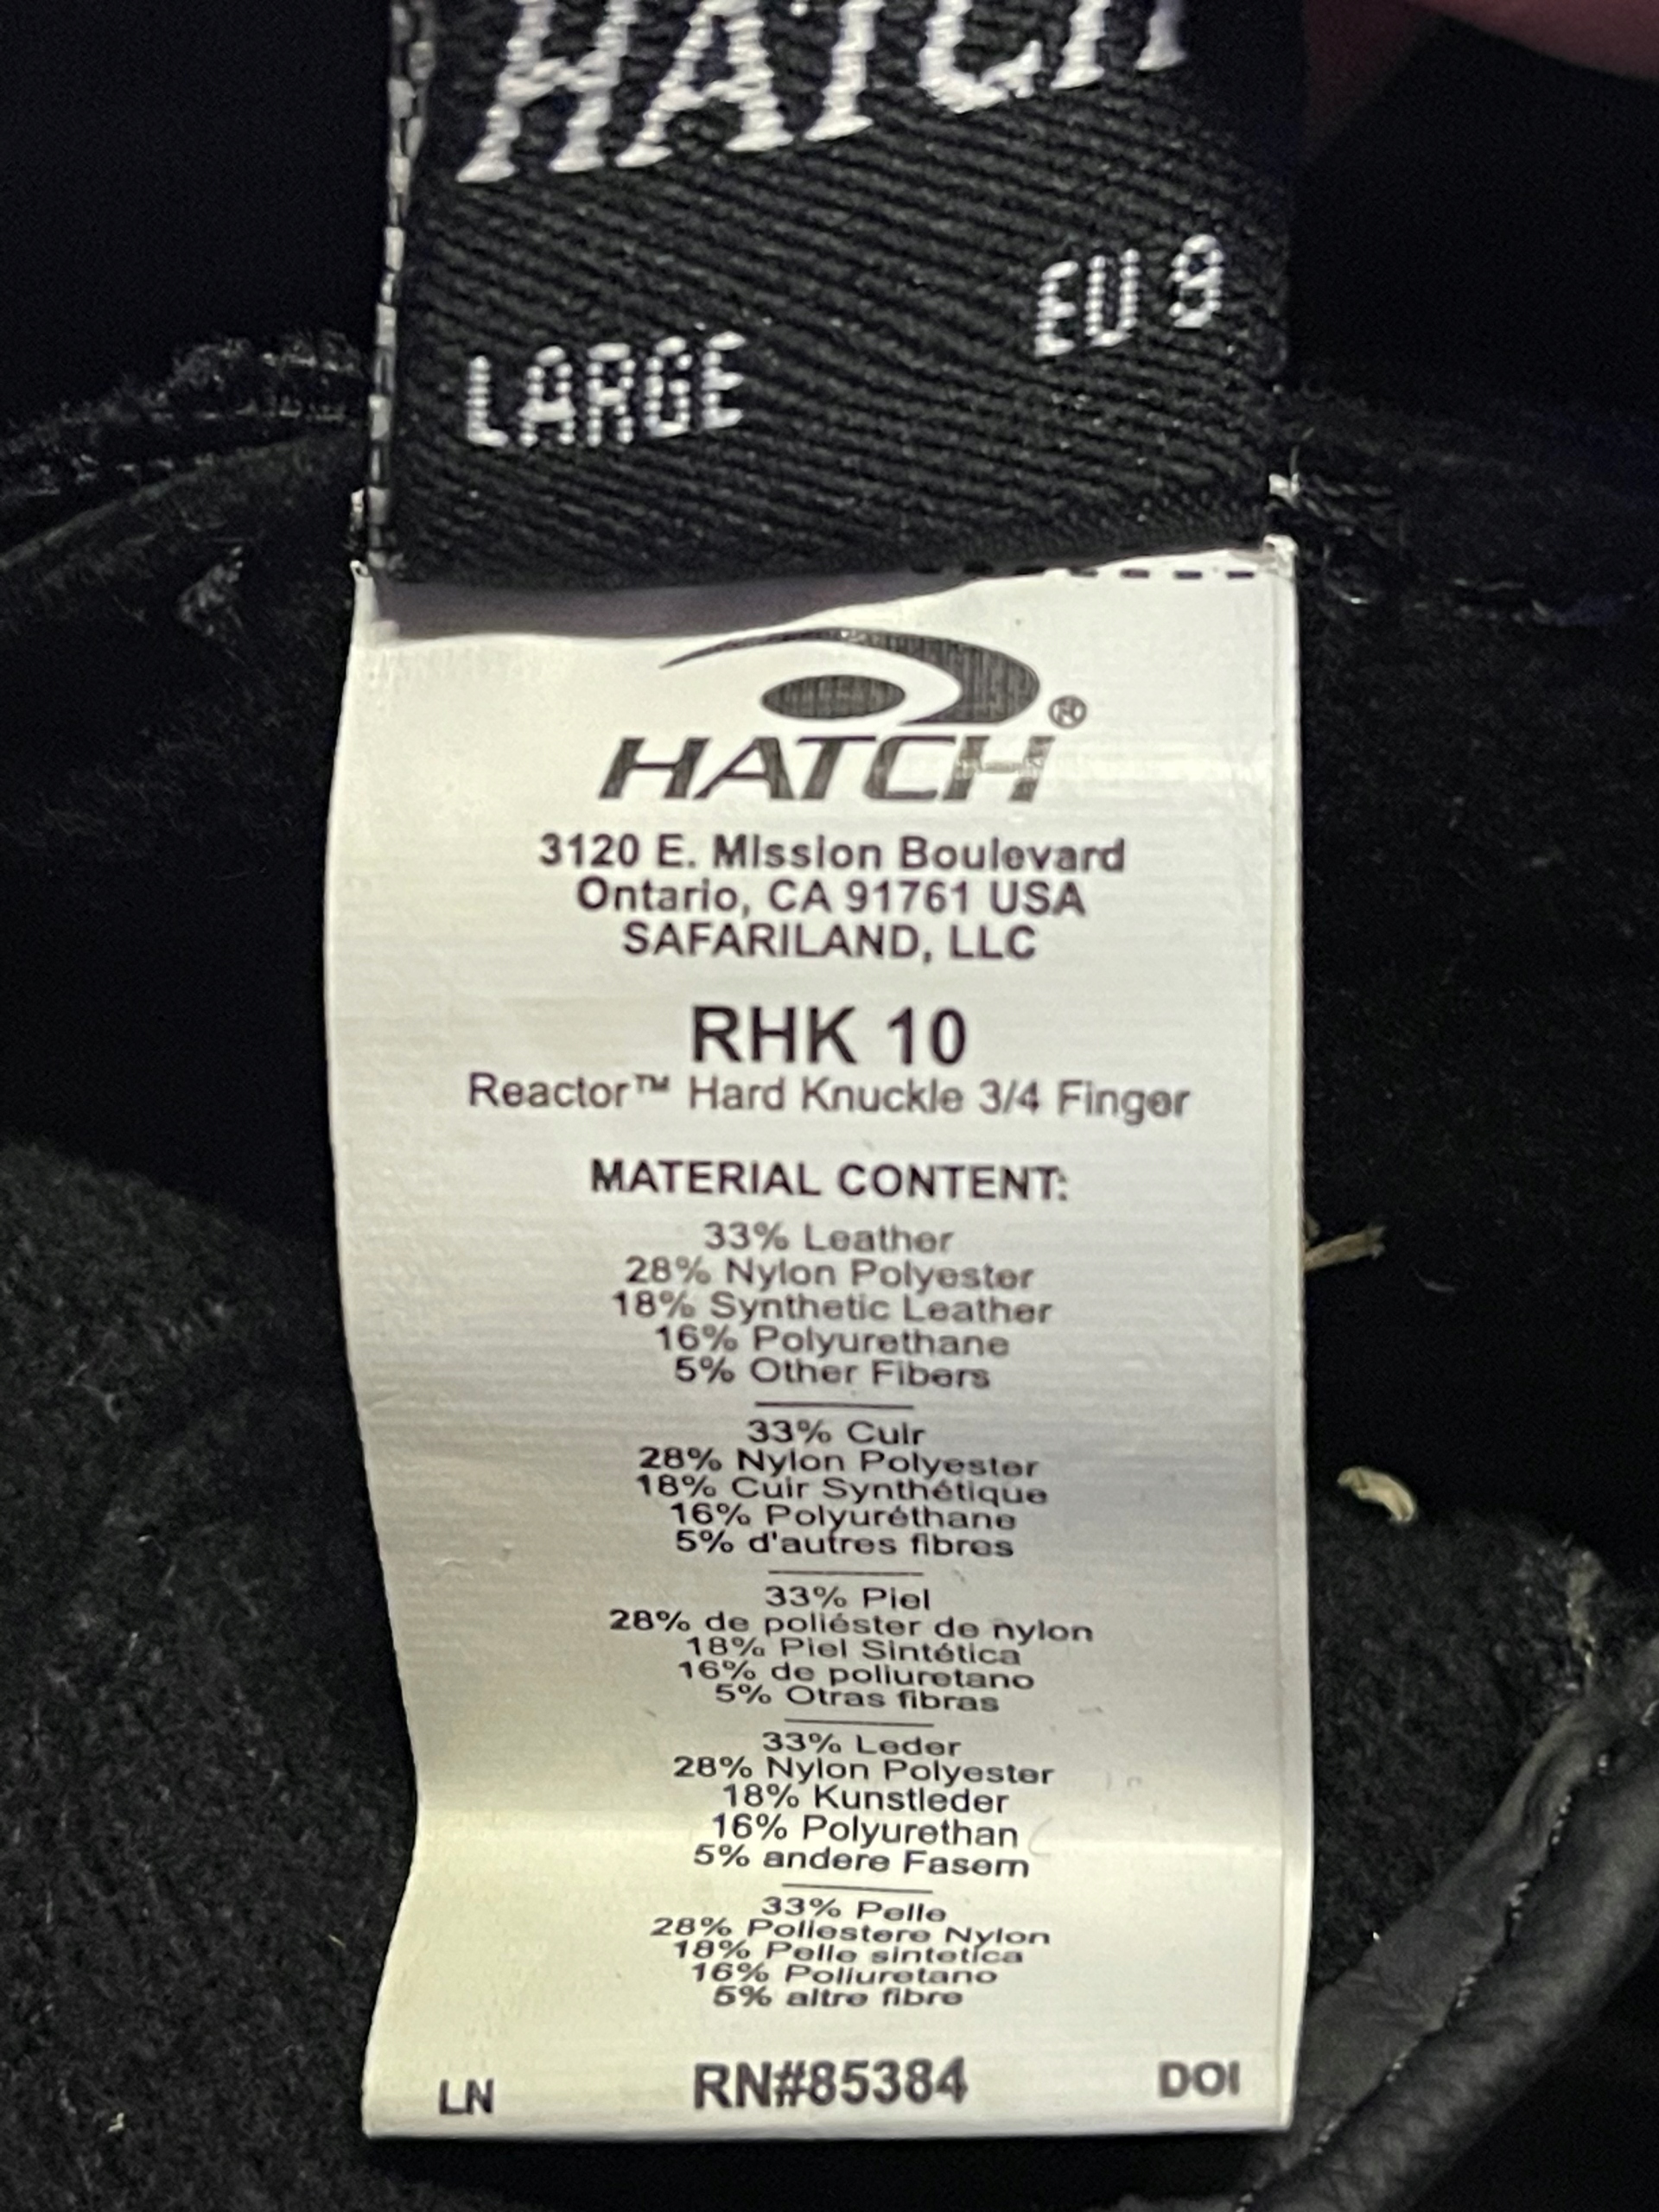 HATCH
LARGE
EU 9
HATCH®
3120 E. Mission Boulevard
Ontario, CA 91761 USA
SAFARILAND, LLC
RHK 10
Reactor™ Hard Knuckle 3/4 Finger
MATERIAL CONTENT:
33% Leather
28% Nylon Polyester
18% Synthetic Leather
16% Polyurethane
5% Other Fibers
33% Cuir
28% Nylon Polyester
18% Cuir Synthétique
16% Polyuréthane
5% d'autres fibres
33% Piel
28% de poliéster de nylon
18% Piel Sintética
16% de poliuretano
5% Otras fibras
33% Leder
28% Nylon Polyester
18% Kunstleder
16% Polyurethan
5% andere Fasern
33% Pelle
28% Poliestere Nylon
18% Pelle sintetica
16% Poliuretano
5% altre fibre
LN
RN#85384
DOI